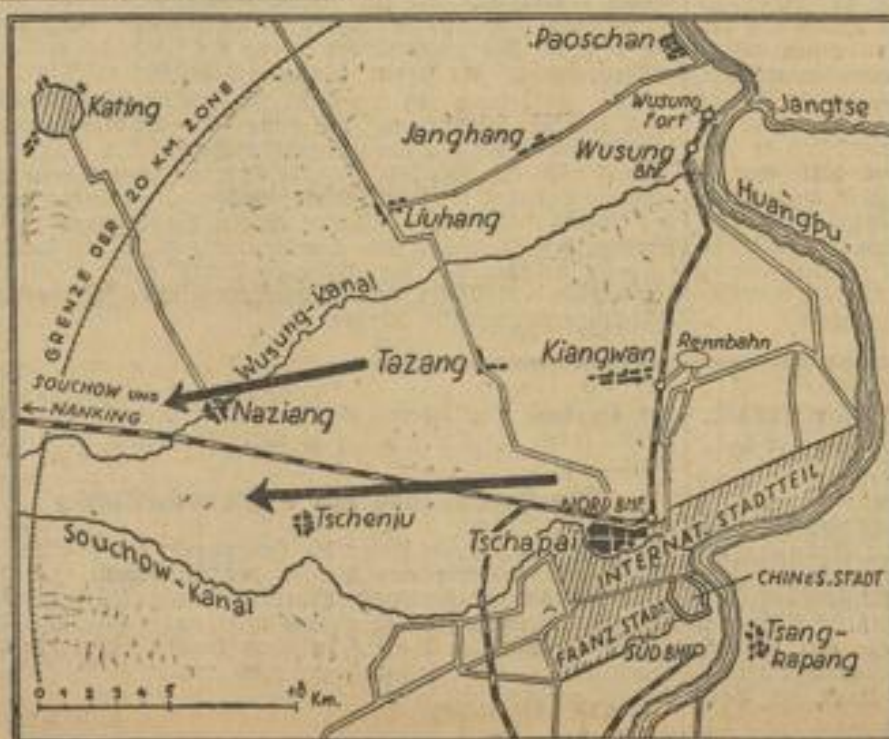 Paoschan
Kating
GRENZE DER 20 KM ZONE
Wusung
Fort
Jangtse
Janghang
Wusung
Bhf.
Huangpu
Liuhang
Wusung-Kanal
Rennbahn
Tazang
Kiangwan
SOUCHOW UND
NANKING
Naziang
NORD BHF.
Tschenju
Tschapai
INTERNAT. STADTTEIL
Souchow-Kanal
CHINES. STADT
FRANZ STADT
SÜD BHF
Tsang-
kapang
0 1 2 3 4 5 10 Km.